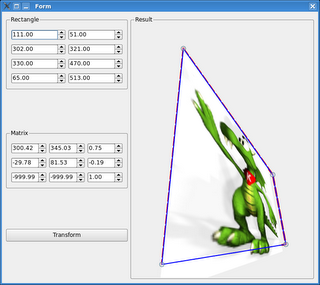 Form
Rectangle
111.00 51.00
302.00 321.00
330.00 470.00
65.00 513.00
Matrix
300.42 345.03 0.75
-29.78 81.53 -0.19
-999.99 -999.99 1.00
Transform
Result